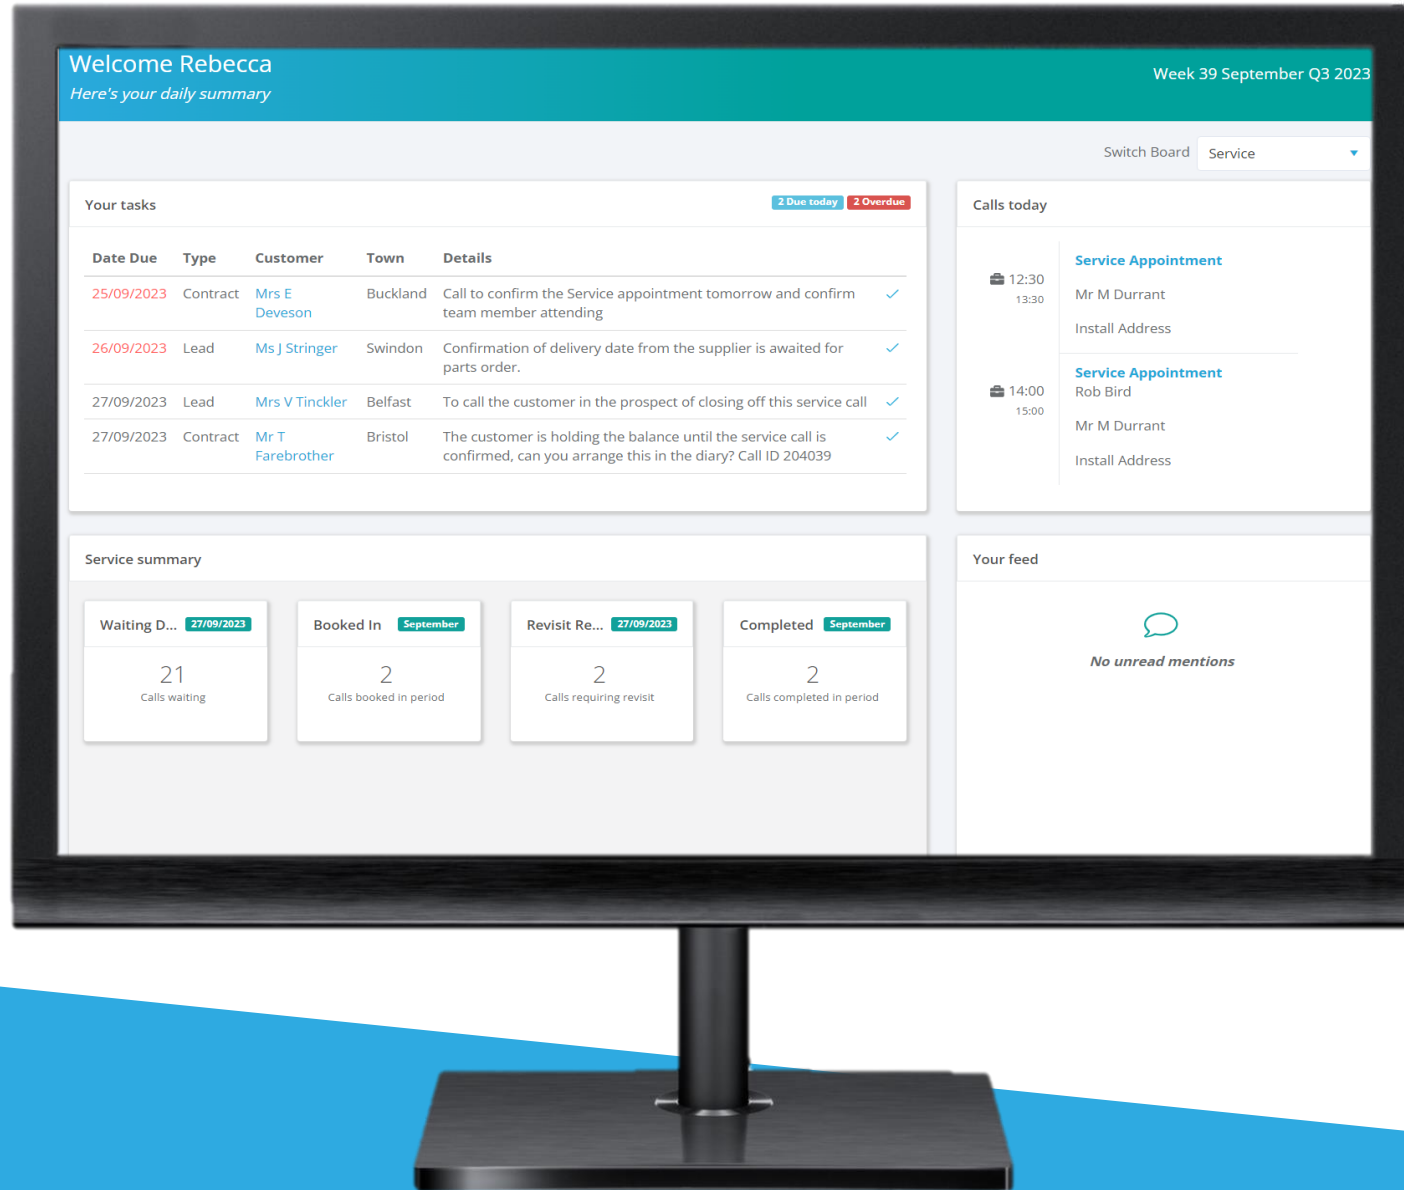 Welcome Rebecca
Here's your daily summary
Week 39 September Q3 2023
Switch Board Service
Your tasks 2 Due today 2 Overdue
Date Due Type Customer Town Details
25/09/2023 Contract Mrs E Deveson Buckland Call to confirm the Service appointment tomorrow and confirm
team member attending
26/09/2023 Lead Ms J Stringer Swindon Confirmation of delivery date from the supplier is awaited for
parts order.
27/09/2023 Lead Mrs V Tinckler Belfast To call the customer in the prospect of closing off this service call
27/09/2023 Contract Mr T Farebrother Bristol The customer is holding the balance until the service call is
confirmed, can you arrange this in the diary? Call ID 204039
Calls today
12:30
13:30
Service Appointment
Mr M Durrant
Install Address
14:00
15:00
Service Appointment
Rob Bird
Mr M Durrant
Install Address
Service summary
Waiting D... 27/09/2023
21
Calls waiting
Booked In September
2
Calls booked in period
Revisit Re... 27/09/2023
2
Calls requiring revisit
Completed September
2
Calls completed in period
Your feed
No unread mentions